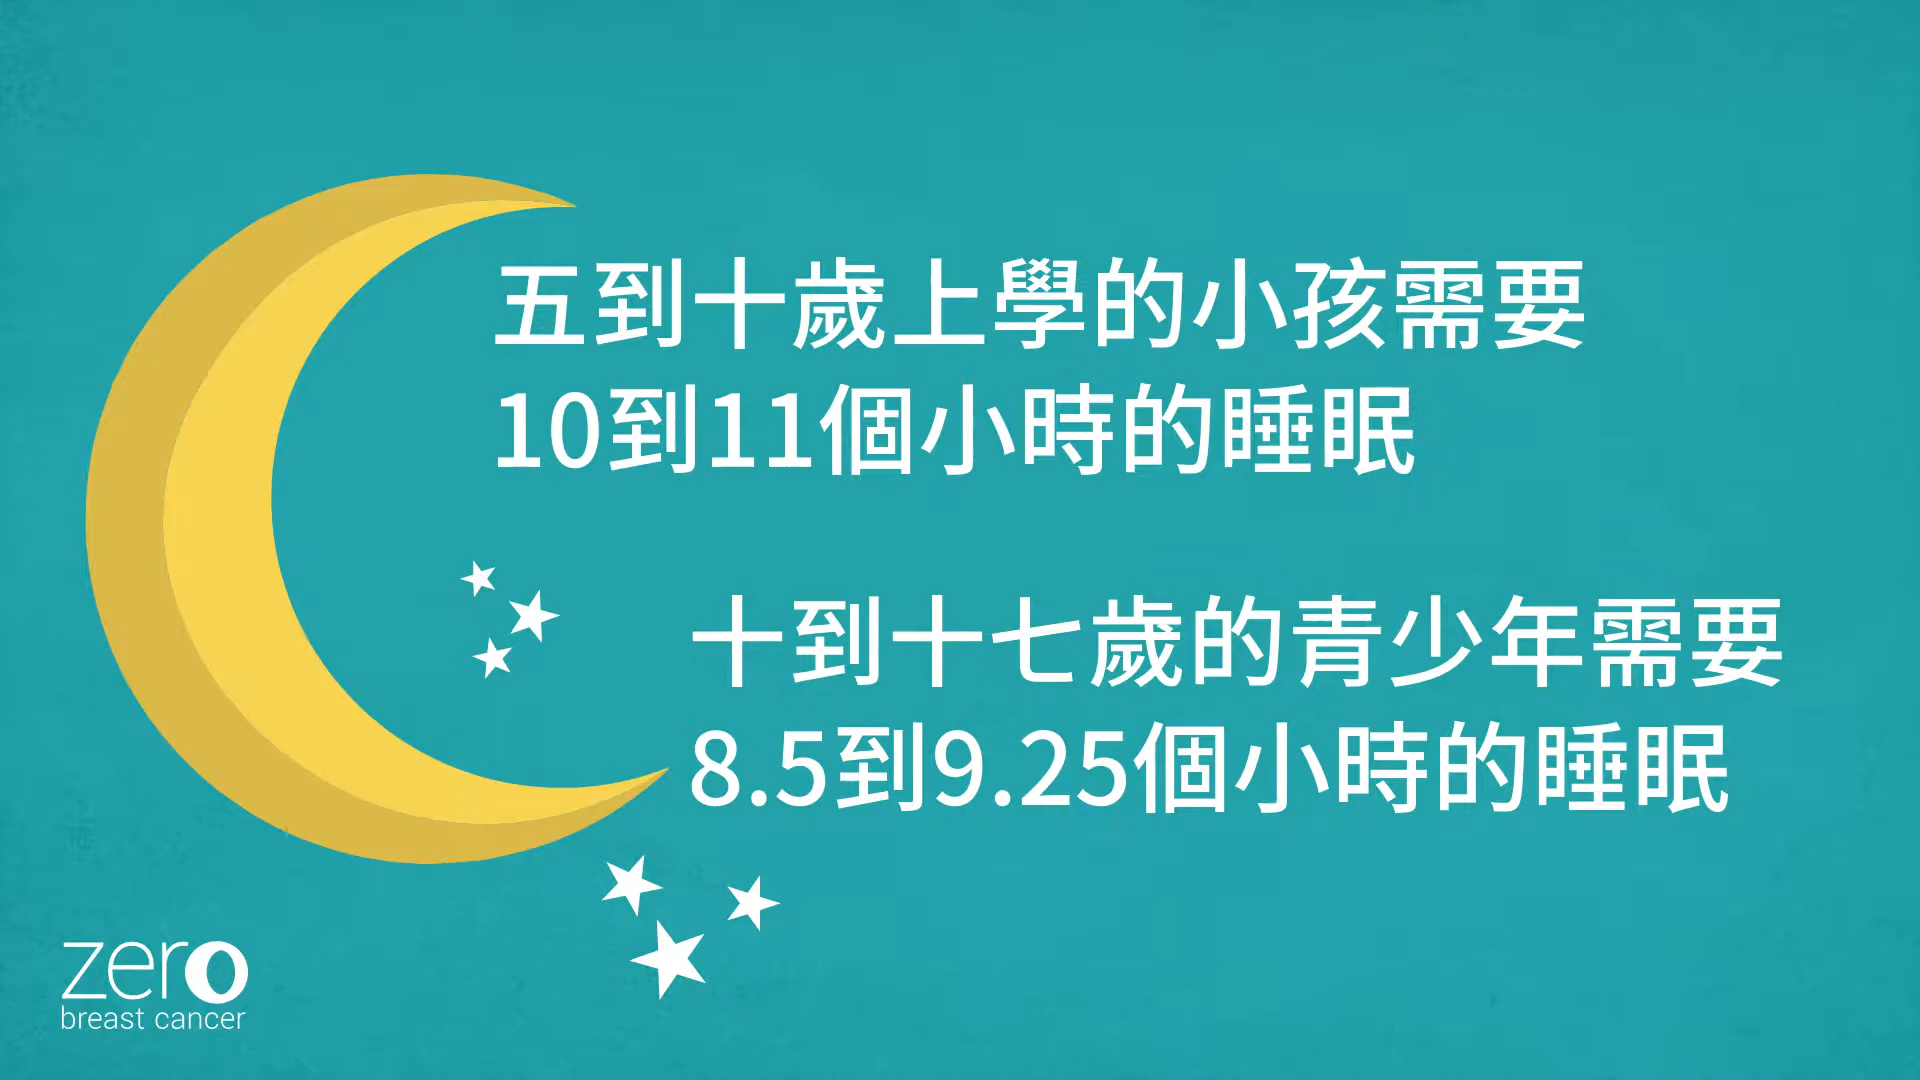 五到十歲上學的小孩需要
10到11個小時的睡眠
十到十七歲的青少年需要
8.5到9.25個小時的睡眠
zero
breast cancer